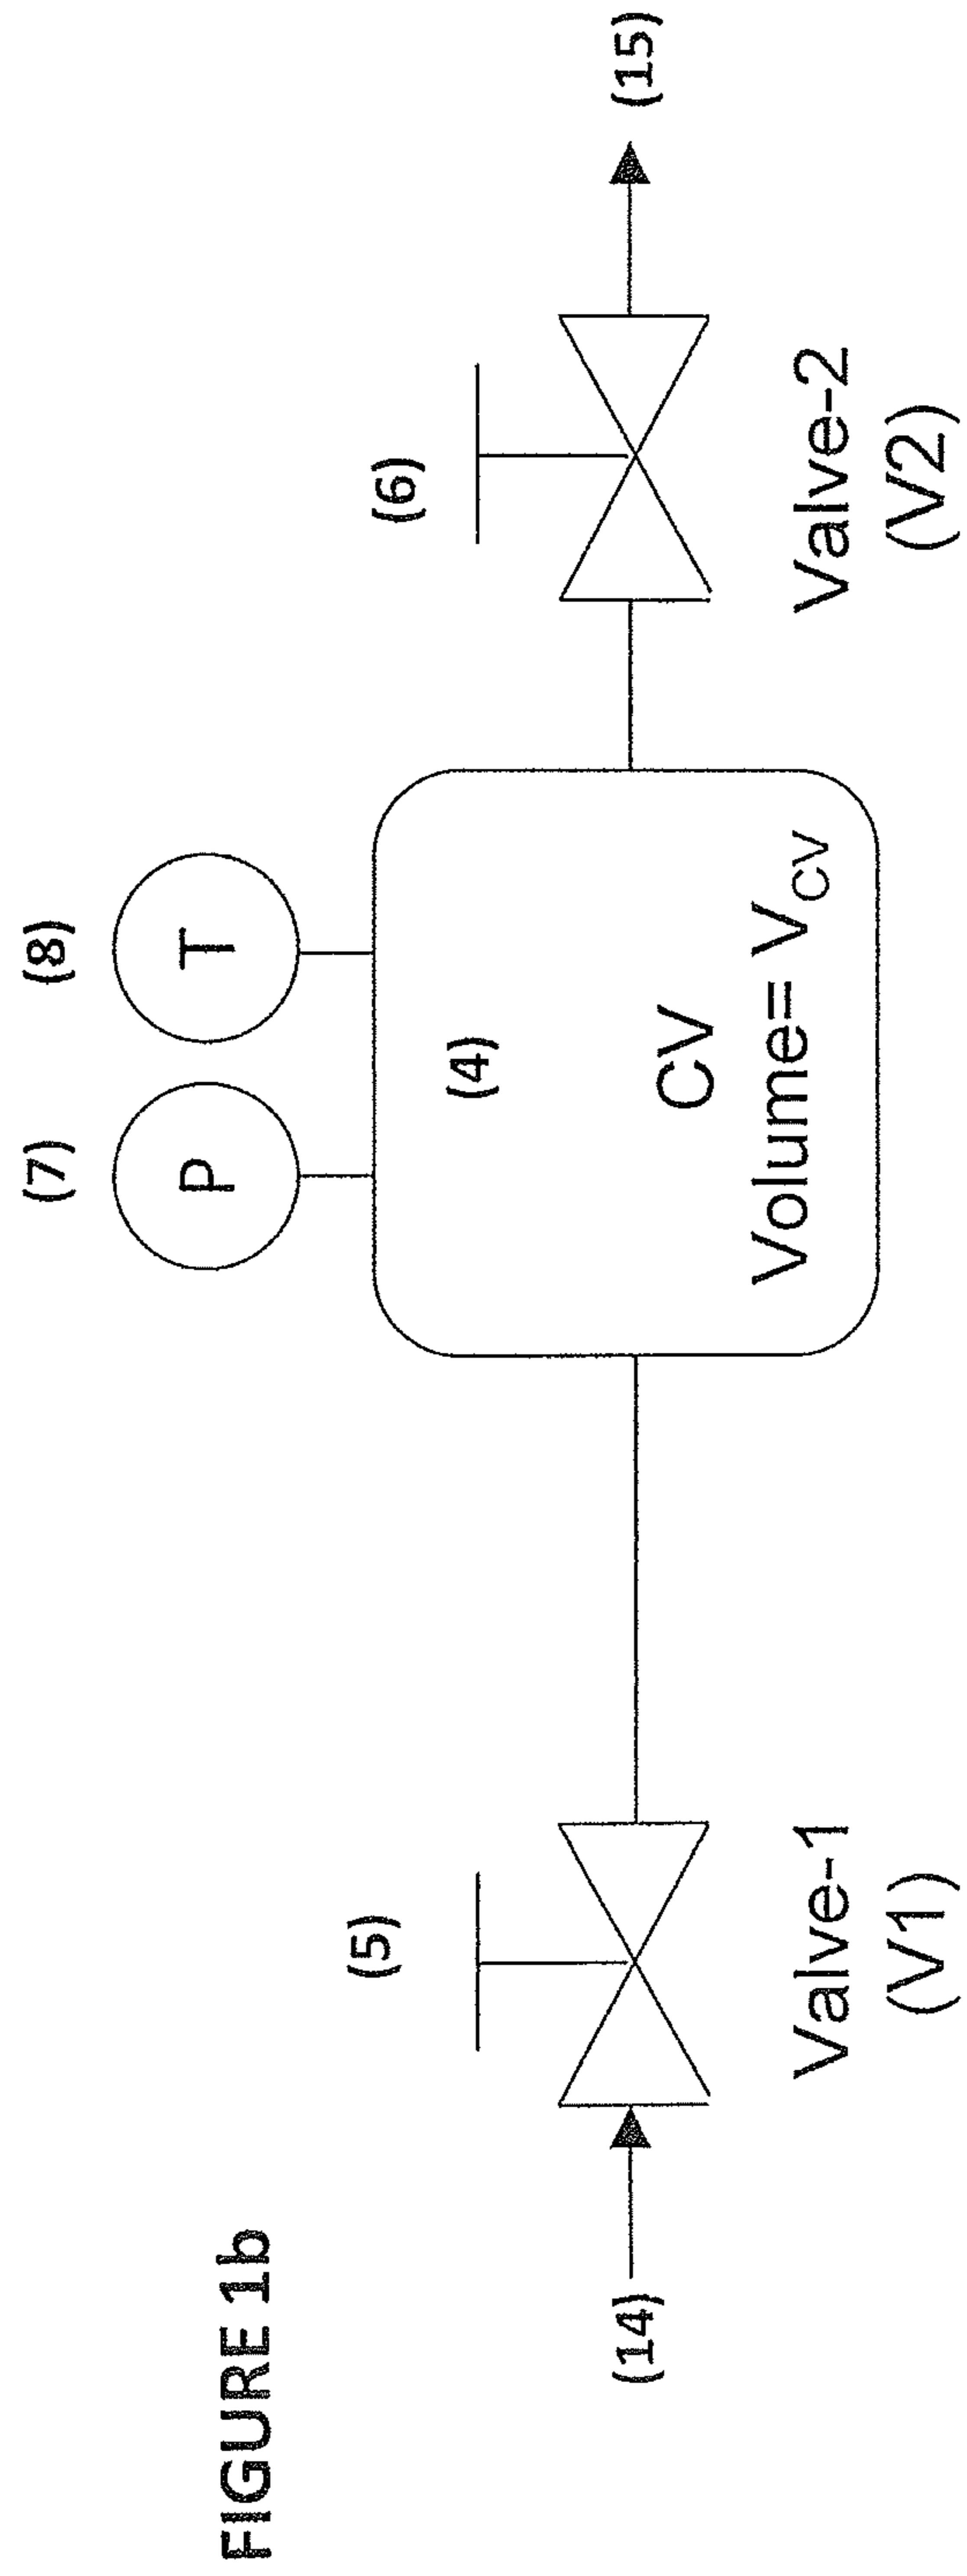 FIGURE 1b
(7)
(8)
P
T
(5)
(4)
(6)
(14)
CV
(15)
Volume= V_CV
Valve-1
(V1)
Valve-2
(V2)